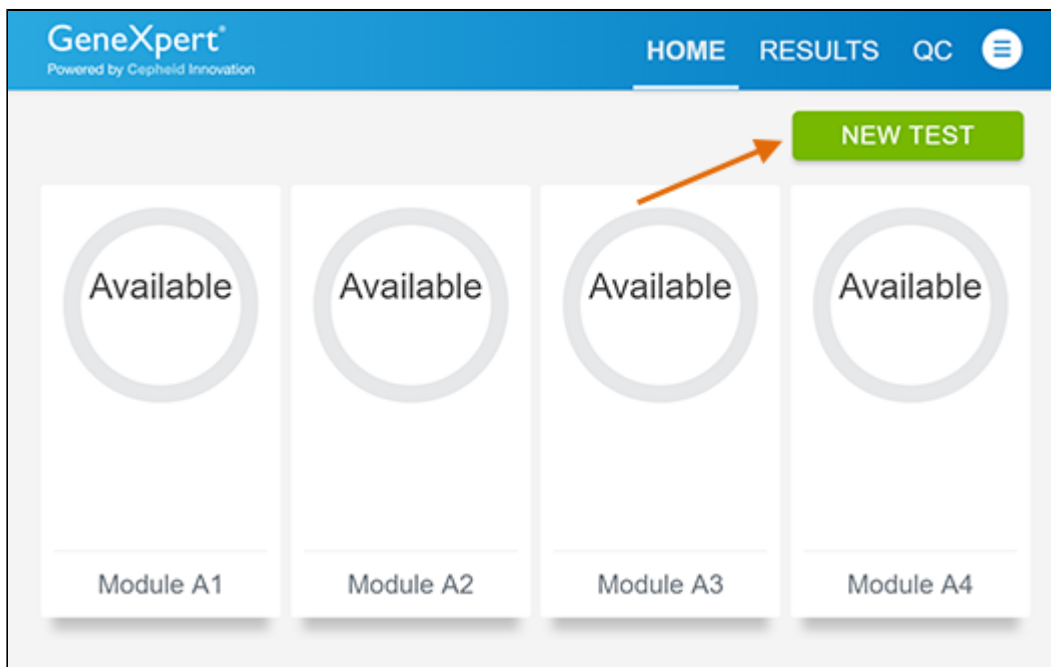 GeneXpert®
Powered by Cepheid Innovation
HOME RESULTS QC
NEW TEST
Available Available Available Available
Module A1 Module A2 Module A3 Module A4